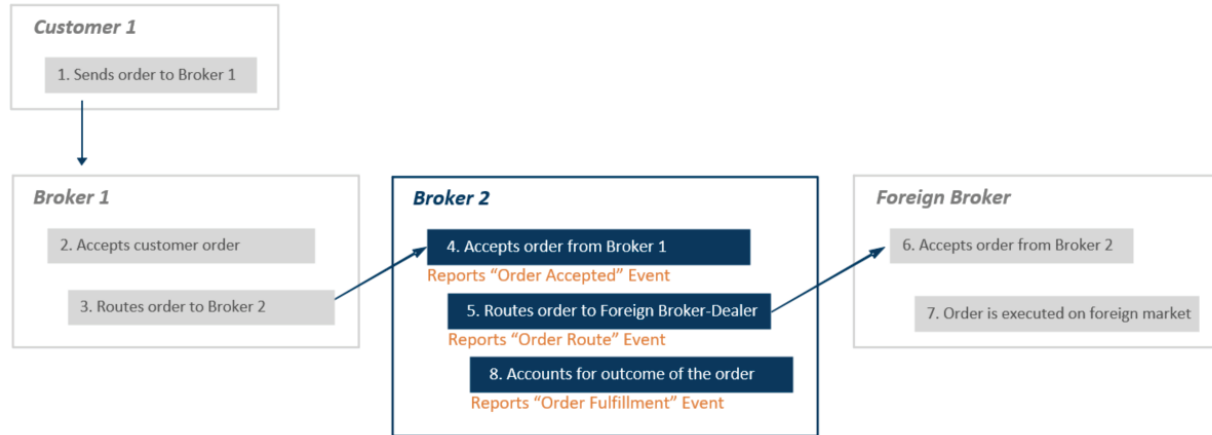 Customer 1
1. Sends order to Broker 1
Broker 1
2. Accepts customer order
3. Routes order to Broker 2
Broker 2
4. Accepts order from Broker 1
Reports “Order Accepted” Event
5. Routes order to Foreign Broker-Dealer
Reports “Order Route” Event
8. Accounts for outcome of the order
Reports “Order Fulfillment” Event
Foreign Broker
6. Accepts order from Broker 2
7. Order is executed on foreign market